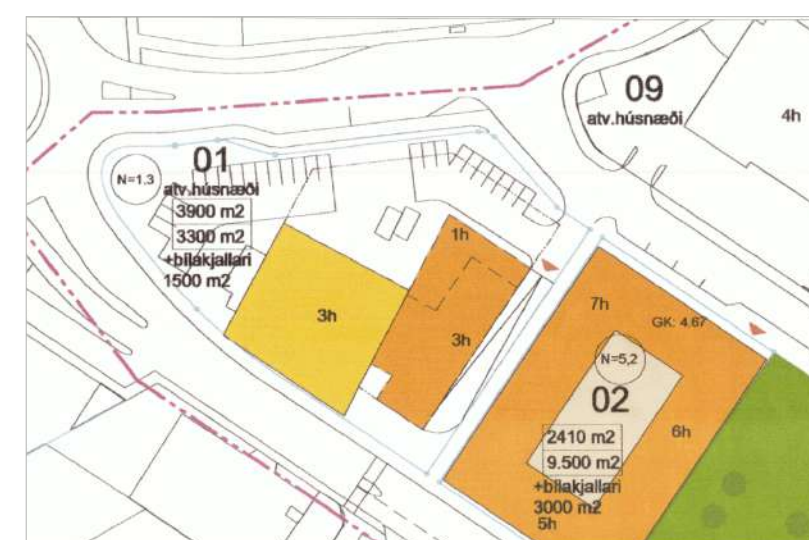 01
N=1.3
atv.húsnæði
3900 m2
3300 m2
+bílakjallari
1500 m2
3h
1h
3h
09
atv.húsnæði
4h
7h
GK: 4.67
N=5,2
02
2410 m2
9.500 m2
+bílakjallari
3000 m2
5h
6h